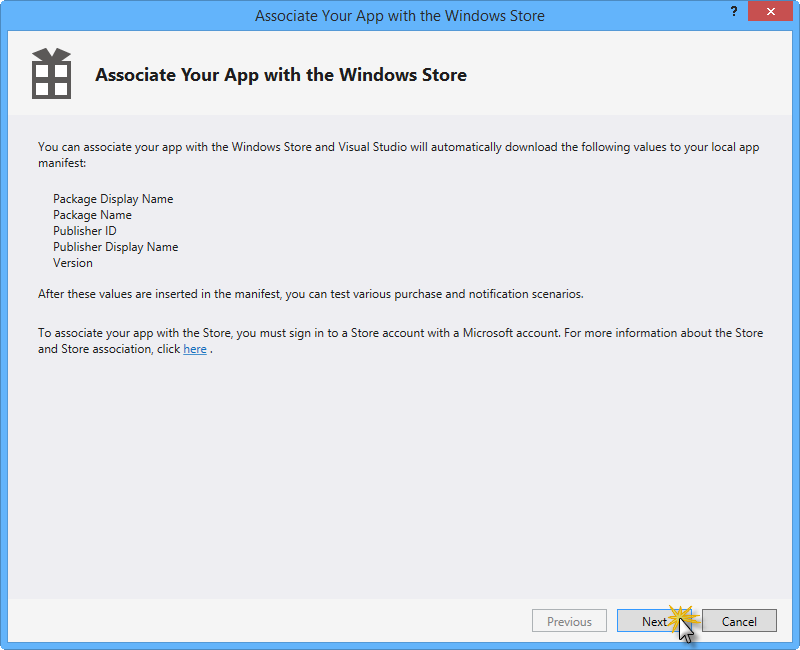 Associate Your App with the Windows Store
?
Associate Your App with the Windows Store
You can associate your app with the Windows Store and Visual Studio will automatically download the following values to your local app
manifest:
Package Display Name
Package Name
Publisher ID
Publisher Display Name
Version
After these values are inserted in the manifest, you can test various purchase and notification scenarios.
To associate your app with the Store, you must sign in to a Store account with a Microsoft account. For more information about the Store
and Store association, click here .
Previous Next Cancel